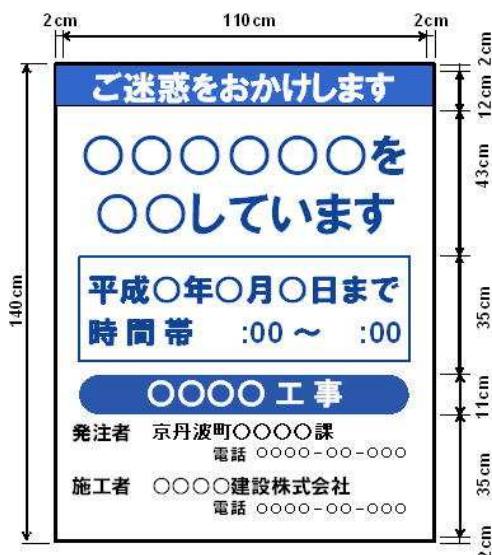 2cm 110cm 2cm
2cm
12cm
43cm
35cm
11cm
35cm
2cm
140cm
ご迷惑をおかけします
〇〇〇〇〇〇を
〇〇しています
平成〇年〇月〇日まで
時間帯 :00～ :00
〇〇〇〇工事
発注者 京丹波町〇〇〇〇課
電話 〇〇〇〇-〇〇-〇〇〇
施工者 〇〇〇〇建設株式会社
電話 〇〇〇〇-〇〇-〇〇〇